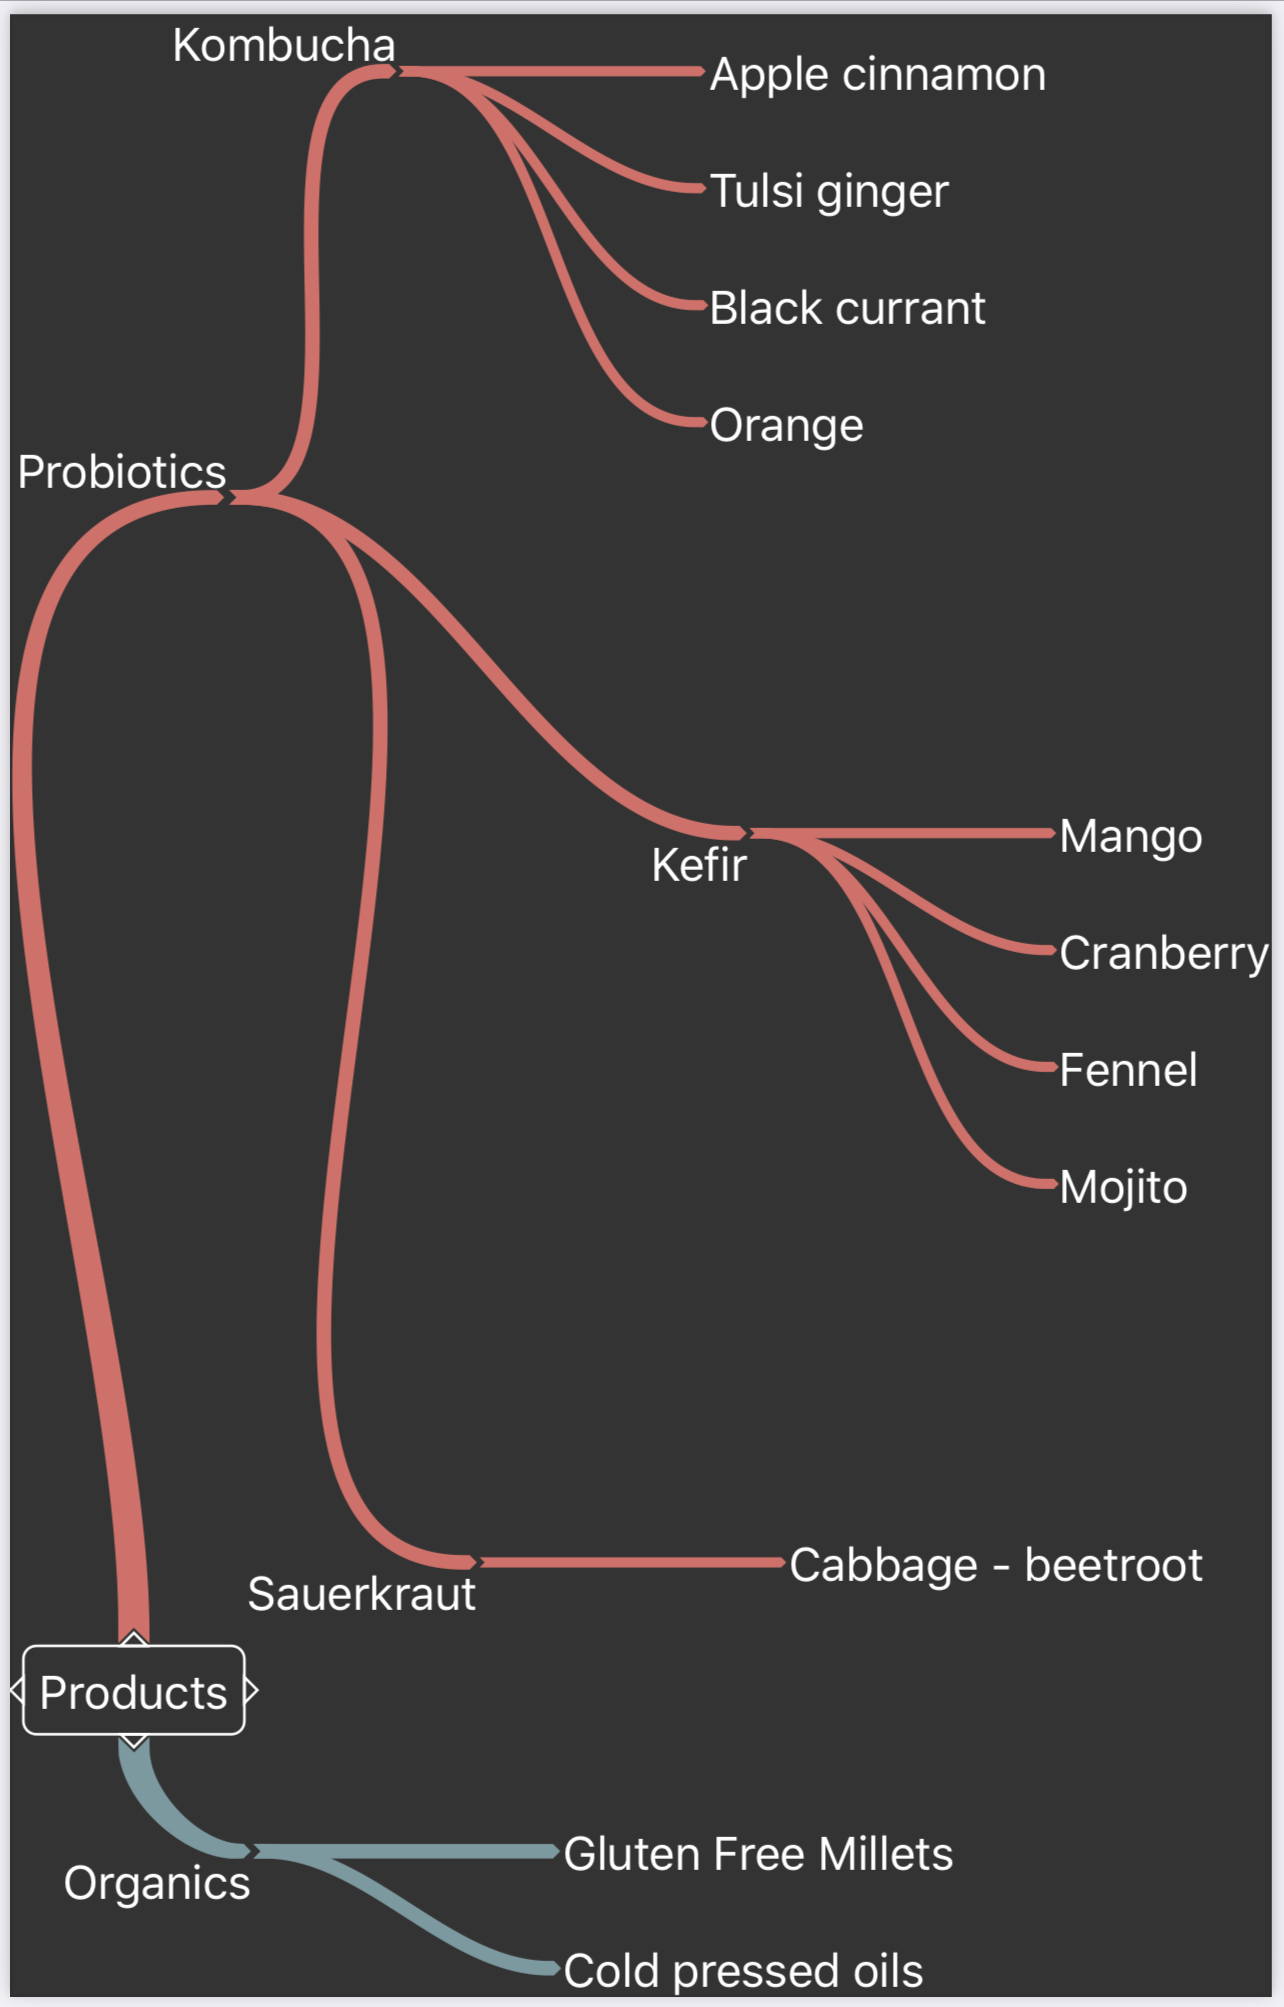 Kombucha
Apple cinnamon
Tulsi ginger
Black currant
Orange
Probiotics
Kefir
Mango
Cranberry
Fennel
Mojito
Sauerkraut
Cabbage - beetroot
Products
Organics
Gluten Free Millets
Cold pressed oils